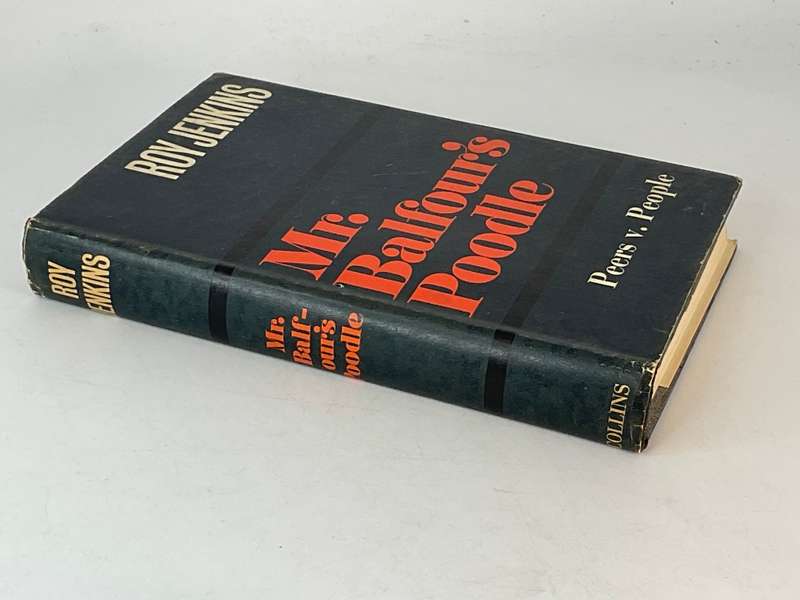 ROY JENKINS
Mr.
Balfour's
Poodle
Peers v. People
ROY
JENKINS
Mr.
Balf-
our's
Poodle
COLLINS